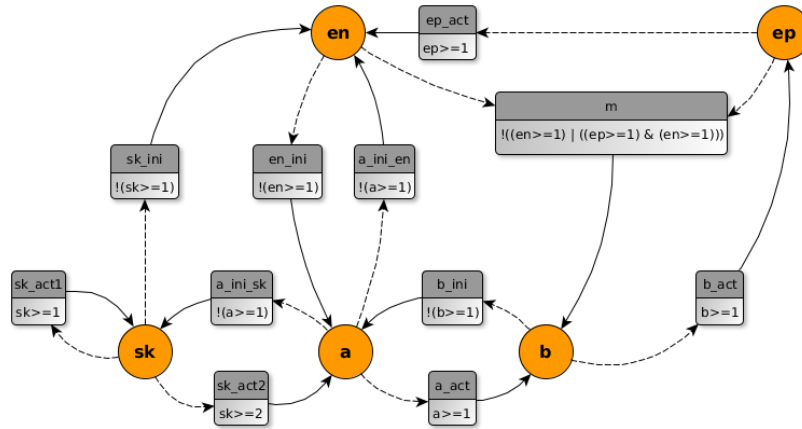 en
ep_act
ep>=1
ep
m
!((en>=1) | ((ep>=1) & (en>=1)))
sk_ini
!(sk>=1)
en_ini
!(en>=1)
a_ini_en
!(a>=1)
sk_act1
sk>=1
a_ini_sk
!(a>=1)
b_ini
!(b>=1)
b_act
b>=1
sk
a
b
sk_act2
sk>=2
a_act
a>=1